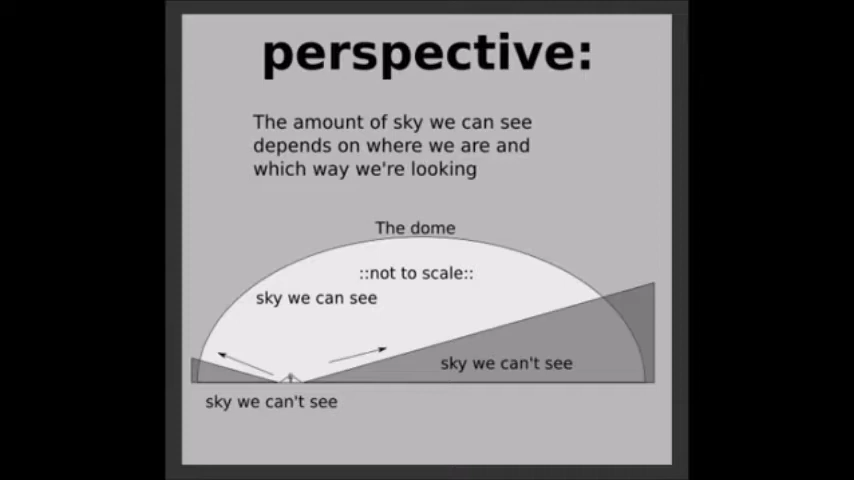 perspective:
The amount of sky we can see
depends on where we are and
which way we're looking
The dome
::not to scale::
sky we can see
sky we can't see
sky we can't see